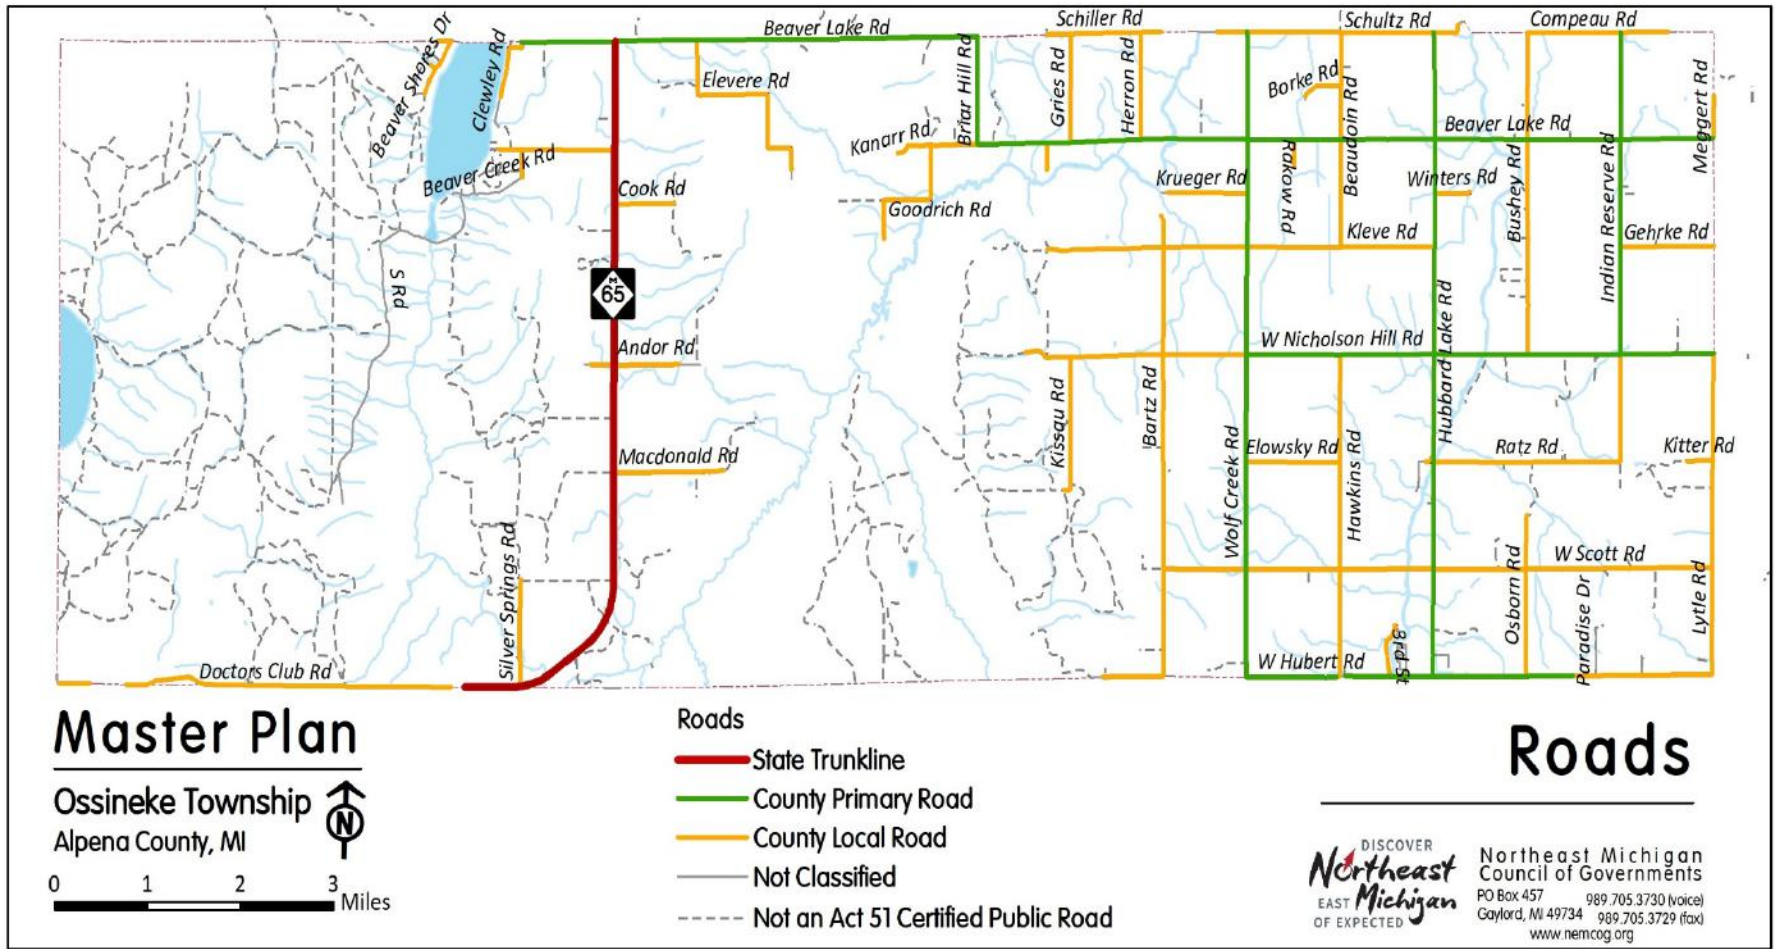 Beaver Shores Dr
Clewley Rd
Beaver Lake Rd
Schiller Rd
Schultz Rd
Compeau Rd
Elevere Rd
Briar Hill Rd
Gries Rd
Herron Rd
Borke Rd
Beaudoin Rd
Meggert Rd
Kanarr Rd
Beaver Lake Rd
Beaver Creek Rd
Cook Rd
Goodrich Rd
Krueger Rd
Rakow Rd
Winters Rd
Bushey Rd
Indian Reserve Rd
Kleve Rd
Gehrke Rd
S Rd
M
65
Andor Rd
W Nicholson Hill Rd
Hubbard Lake Rd
Kissau Rd
Bartz Rd
Macdonald Rd
Wolf Creek Rd
Elowsky Rd
Hawkins Rd
Ratz Rd
Kitter Rd
Silver Springs Rd
Osborn Rd
W Scott Rd
Paradise Dr
Lytle Rd
Doctors Club Rd
W Hubert Rd
3rd St
Master Plan
Ossineke Township
Alpena County, MI
N
0 1 2 3
Miles
Roads
State Trunkline
County Primary Road
County Local Road
Not Classified
Not an Act 51 Certified Public Road
Roads
DISCOVER
Northeast
EAST Michigan
OF EXPECTED
Northeast Michigan
Council of Governments
PO Box 457 989.705.3730 (voice)
Gaylord, MI 49734 989.705.3729 (fax)
www.nemcog.org